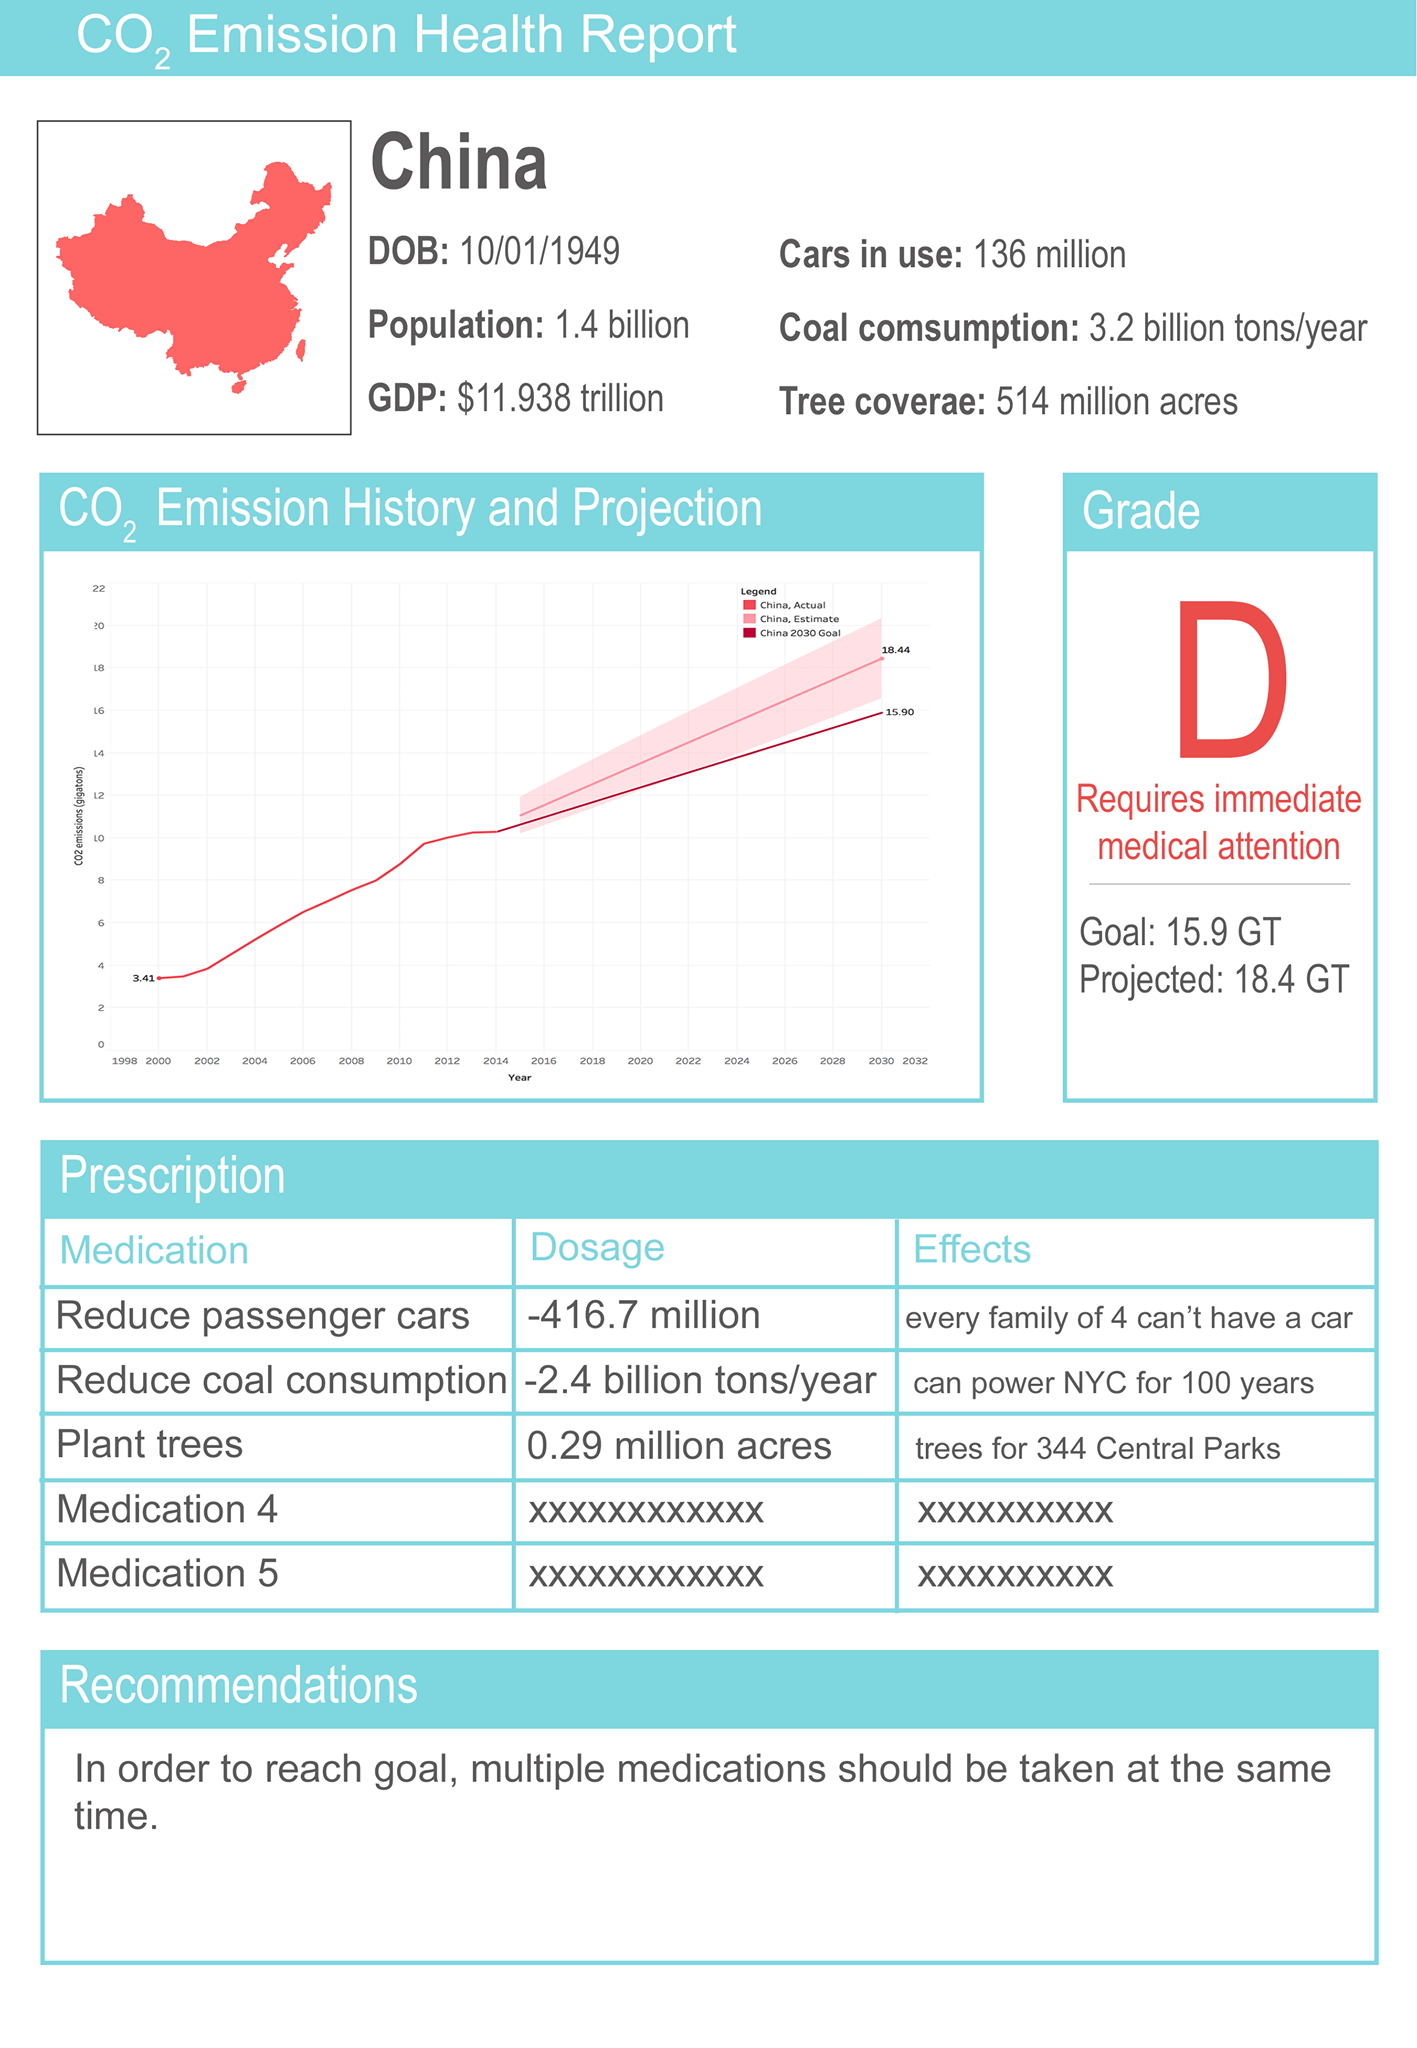 CO2 Emission Health Report
China
DOB: 10/01/1949
Cars in use: 136 million
Population: 1.4 billion
Coal comsumption: 3.2 billion tons/year
GDP: $11.938 trillion
Tree coverae: 514 million acres
CO2 Emission History and Projection
22
20
18
16
14
12
10
8
6
4
2
0
CO2 emissions (gigatons)
Legend
China, Actual
China, Estimate
China 2030 Goal
18.44
15.90
3.41
1998 2000 2002 2004 2006 2008 2010 2012 2014 2016 2018 2020 2022 2024 2026 2028 2030 2032
Year
Grade
D
Requires immediate
medical attention
Goal: 15.9 GT
Projected: 18.4 GT
Prescription
Medication Dosage Effects
Reduce passenger cars -416.7 million every family of 4 can’t have a car
Reduce coal consumption -2.4 billion tons/year can power NYC for 100 years
Plant trees 0.29 million acres trees for 344 Central Parks
Medication 4 xxxxxxxxxxxx xxxxxxxxxx
Medication 5 xxxxxxxxxxxx xxxxxxxxxx
Recommendations
In order to reach goal, multiple medications should be taken at the same
time.